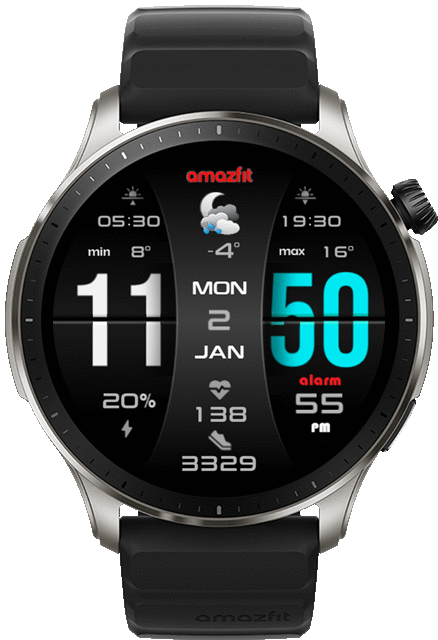 amazfit
05:30
19:30
-4°
min 8°
max 16°
MON
11
50
2
JAN
alarm
20%
55
138
PM
3329
amazfit